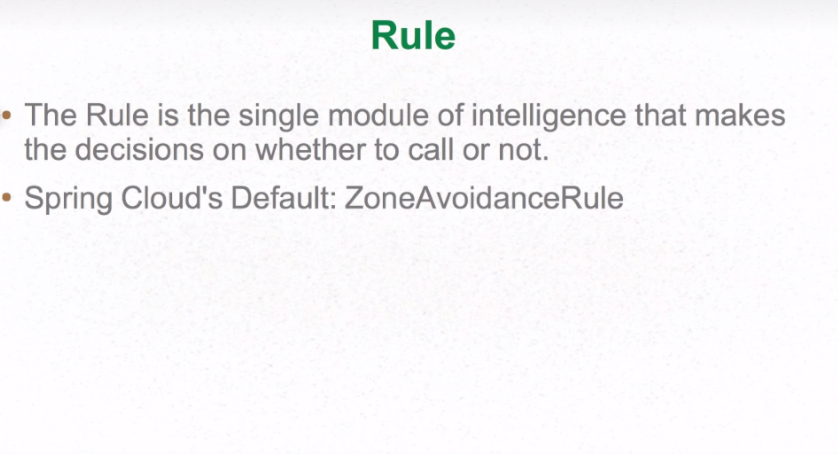 Rule
• The Rule is the single module of intelligence that makes
the decisions on whether to call or not.
• Spring Cloud's Default: ZoneAvoidanceRule